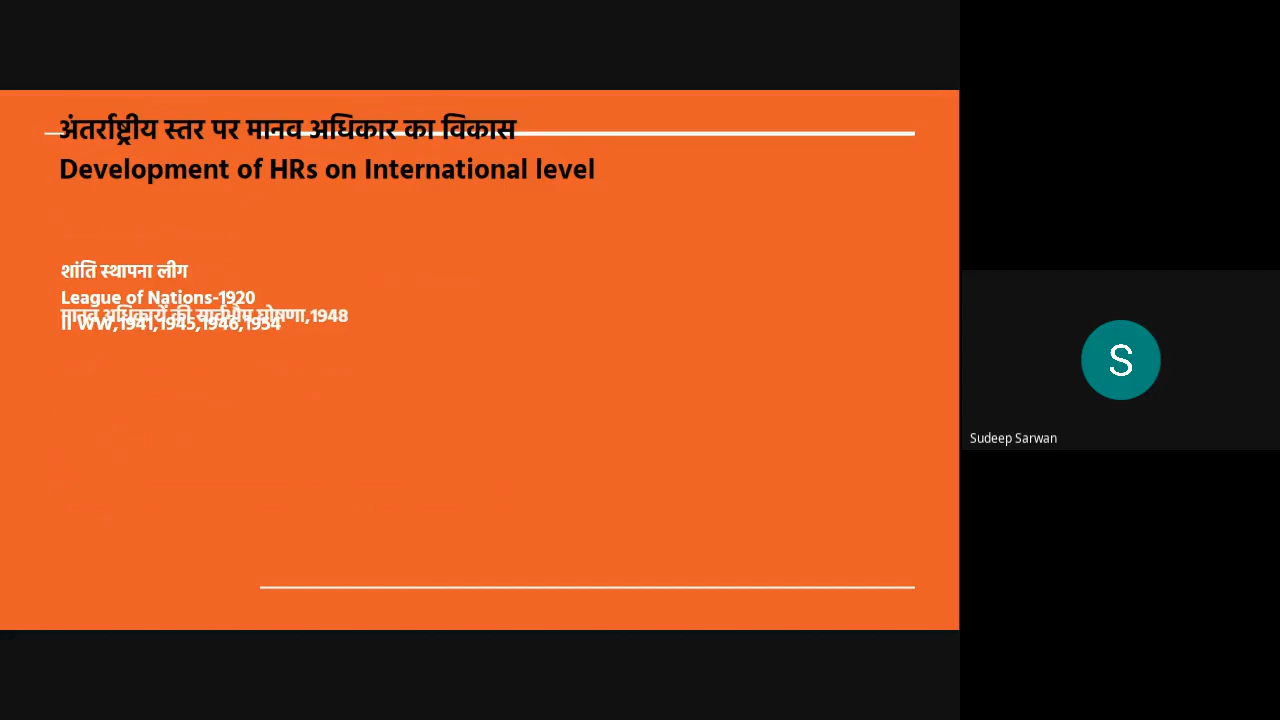 अंतर्राष्ट्रीय स्तर पर मानव अधिकार का विकास
Development of HRs on International level
शांति स्थापना लीग
League of Nations-1920
मानव अधिकारों की सार्वभौम घोषणा,1948
II WW,1941,1945,1946,1954
S
Sudeep Sarwan